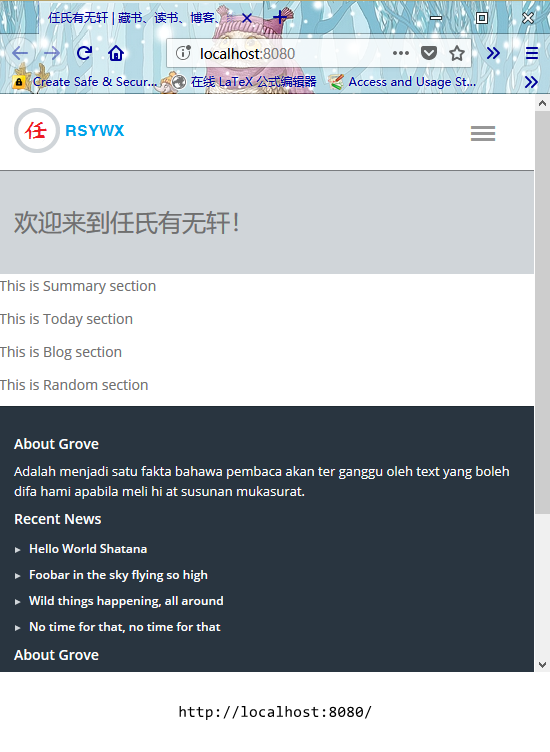 任氏有无轩 | 藏书、读书、博客、
localhost:8080
Create Safe & Secur... 在线 LaTeX 公式编辑器 Access and Usage St...
任 RSYWX
欢迎来到任氏有无轩！
This is Summary section
This is Today section
This is Blog section
This is Random section
About Grove
Adalah menjadi satu fakta bahawa pembaca akan ter ganggu oleh text yang boleh
difa hami apabila meli hi at susunan mukasurat.
Recent News
Hello World Shatana
Foobar in the sky flying so high
Wild things happening, all around
No time for that, no time for that
About Grove
http://localhost:8080/